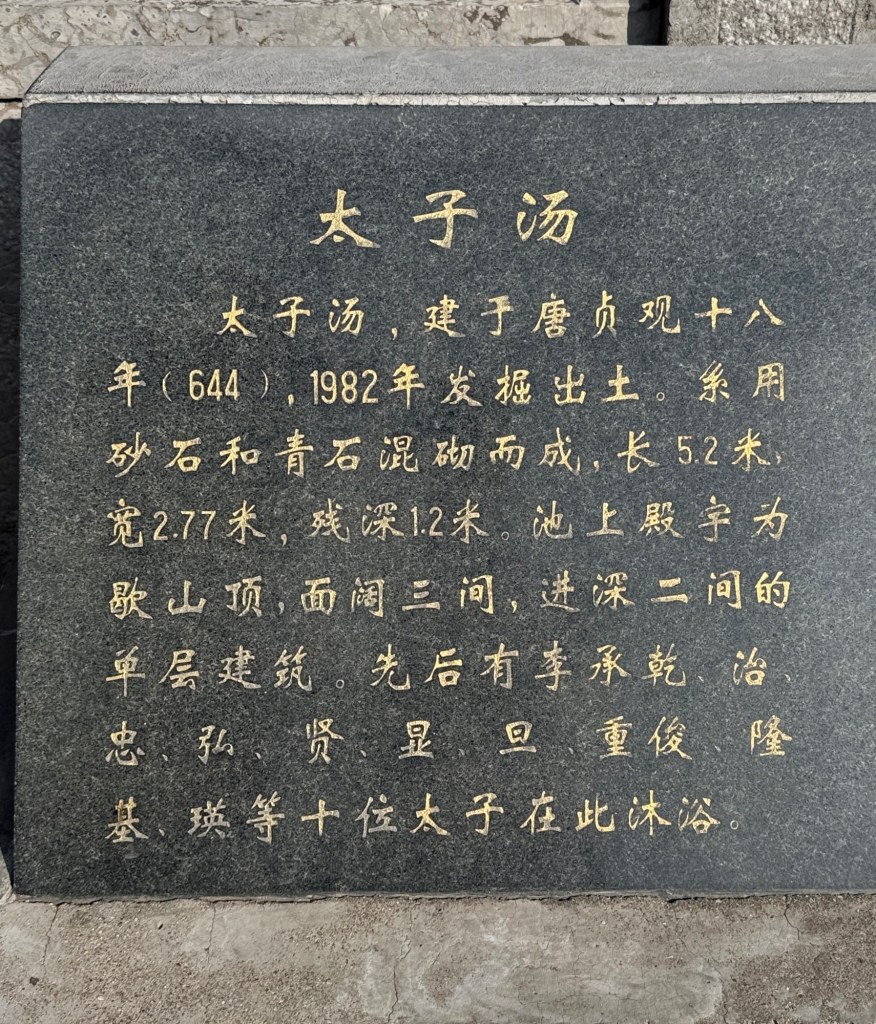 太子汤
太子汤，建于唐贞观十八
年（644），1982年发掘出土。系用
砂石和青石混砌而成，长5.2米，
宽2.77米，残深1.2米。池上殿宇为
歇山顶，面阔三间，进深二间的
单层建筑。先后有李承乾、治、
忠、弘、贤、显、旦、重俊、隆
基、瑛等十位太子在此沐浴。